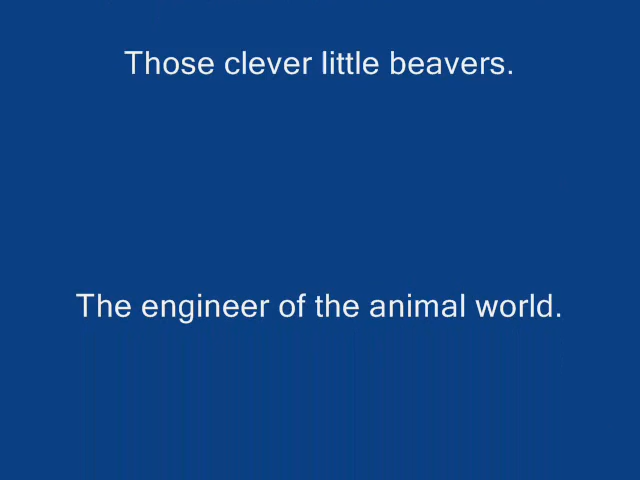 Those clever little beavers.
The engineer of the animal world.